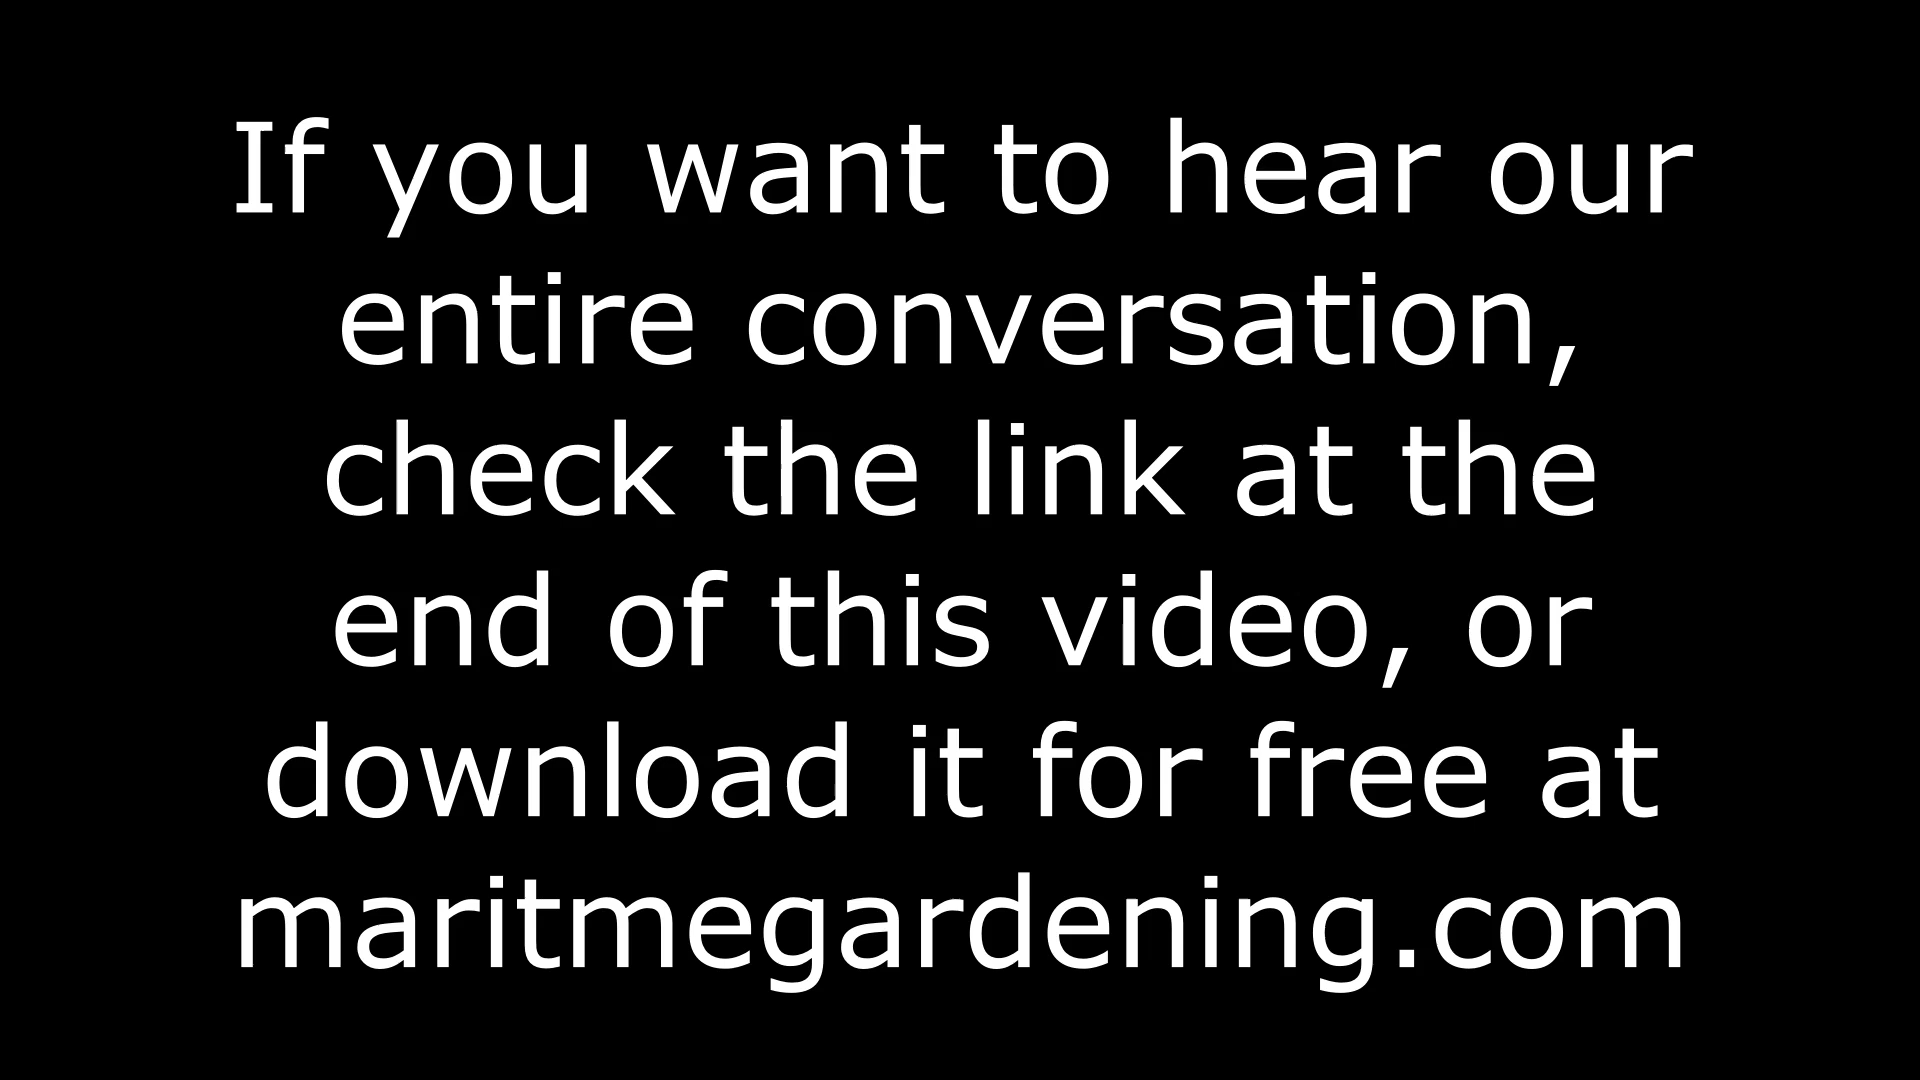 If you want to hear our
entire conversation,
check the link at the
end of this video, or
download it for free at
maritmegardening.com